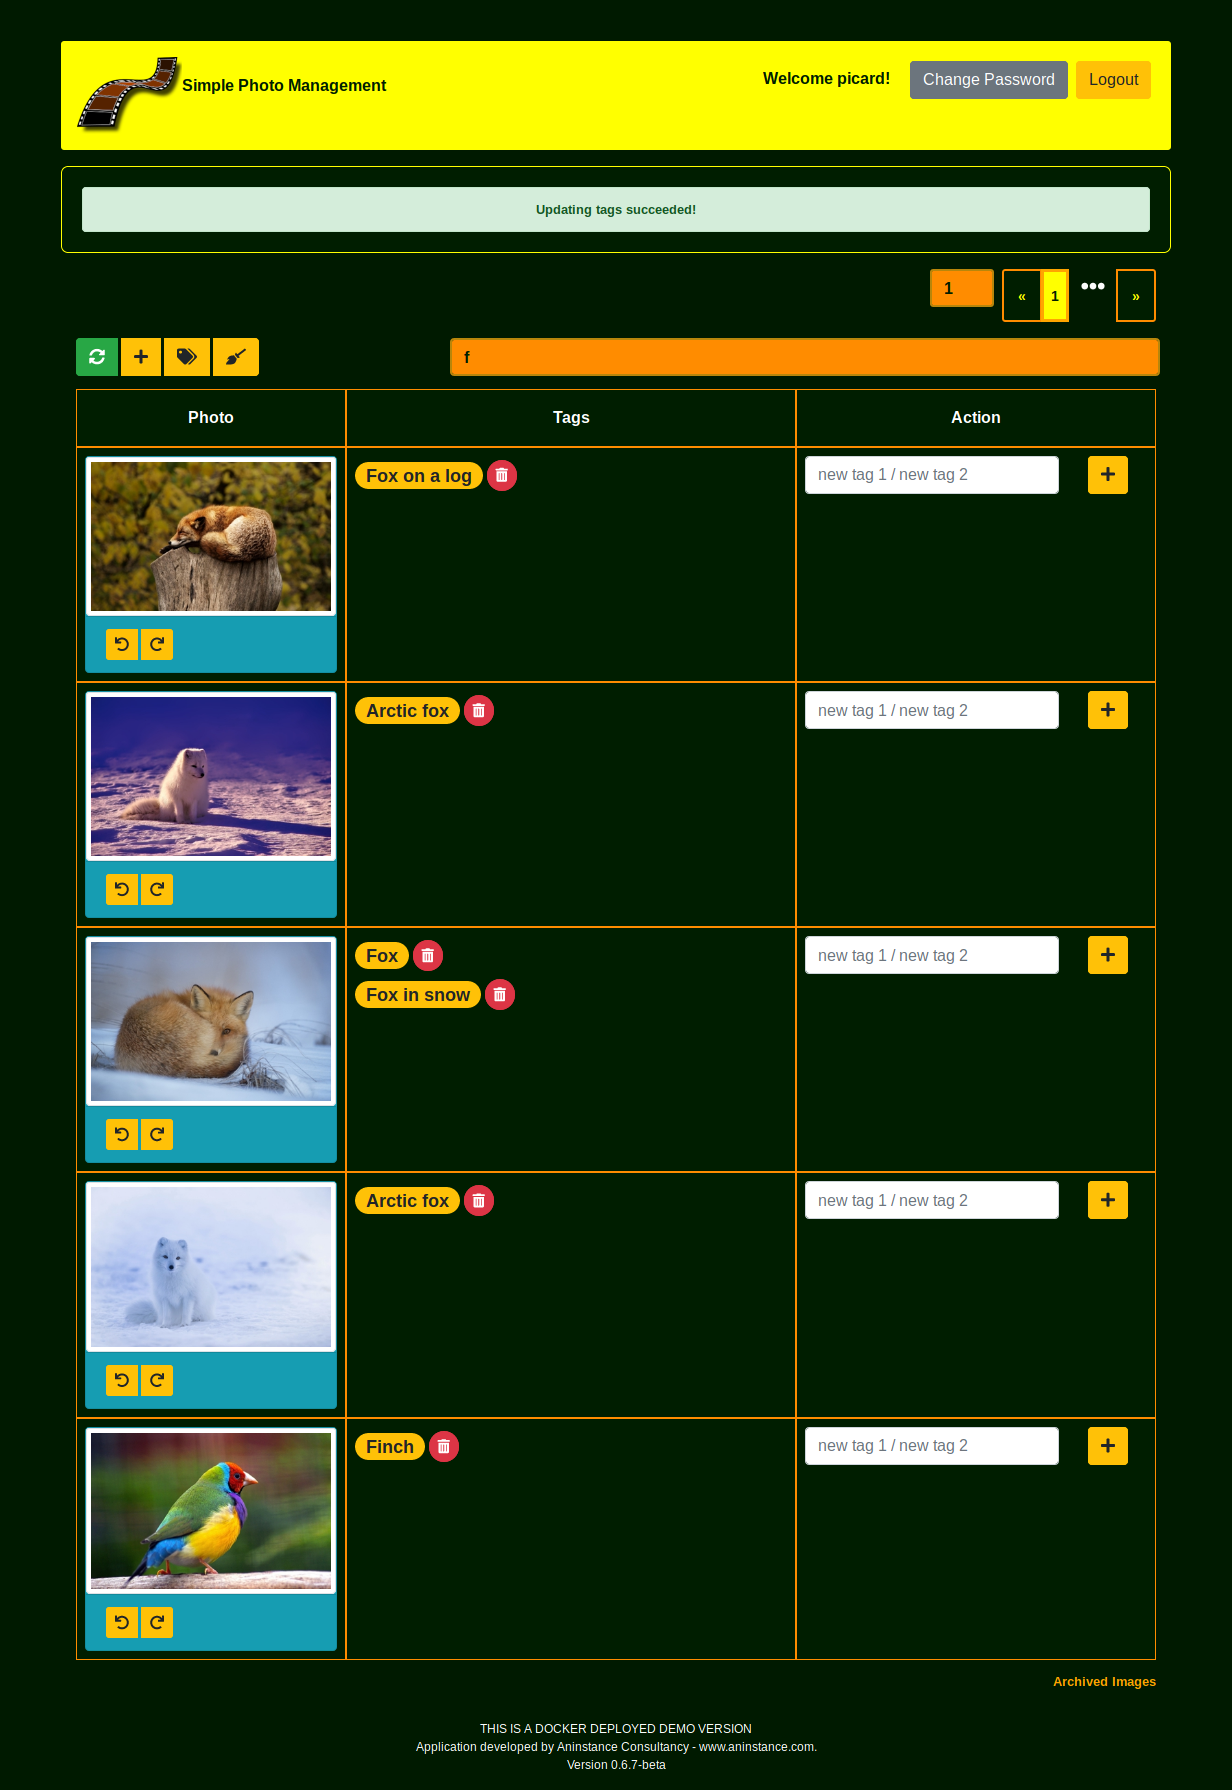 Simple Photo Management
Welcome picard!
Change Password
Logout
Updating tags succeeded!
1
«
1
•••
»
f
Photo
Tags
Action
Fox on a log
new tag 1 / new tag 2
Arctic fox
new tag 1 / new tag 2
Fox
Fox in snow
new tag 1 / new tag 2
Arctic fox
new tag 1 / new tag 2
Finch
new tag 1 / new tag 2
Archived Images
THIS IS A DOCKER DEPLOYED DEMO VERSION
Application developed by Aninstance Consultancy - www.aninstance.com.
Version 0.6.7-beta